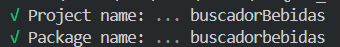 √ Project name: ... buscadorBebidas
√ Package name: ... buscadorbebidas